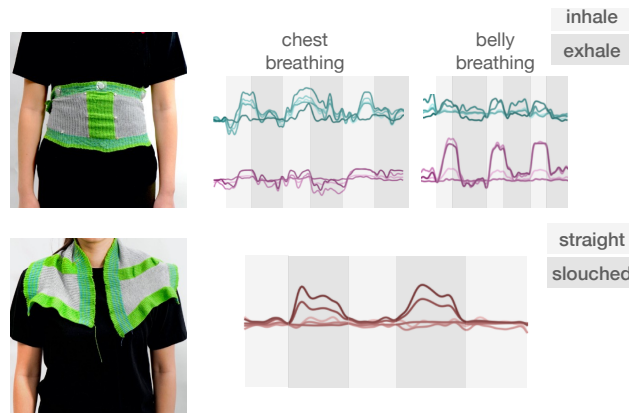 chest
breathing
belly
breathing
inhale
exhale
straight
slouched